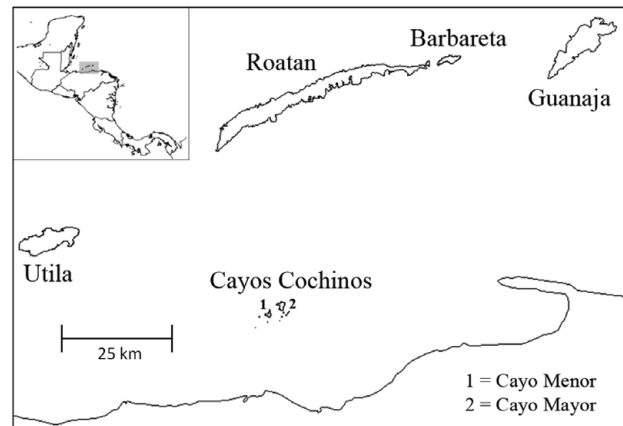 Barbareta
Roatan
Guanaja
Utila
Cayos Cochinos
1 2
25 km
1 = Cayo Menor
2 = Cayo Mayor